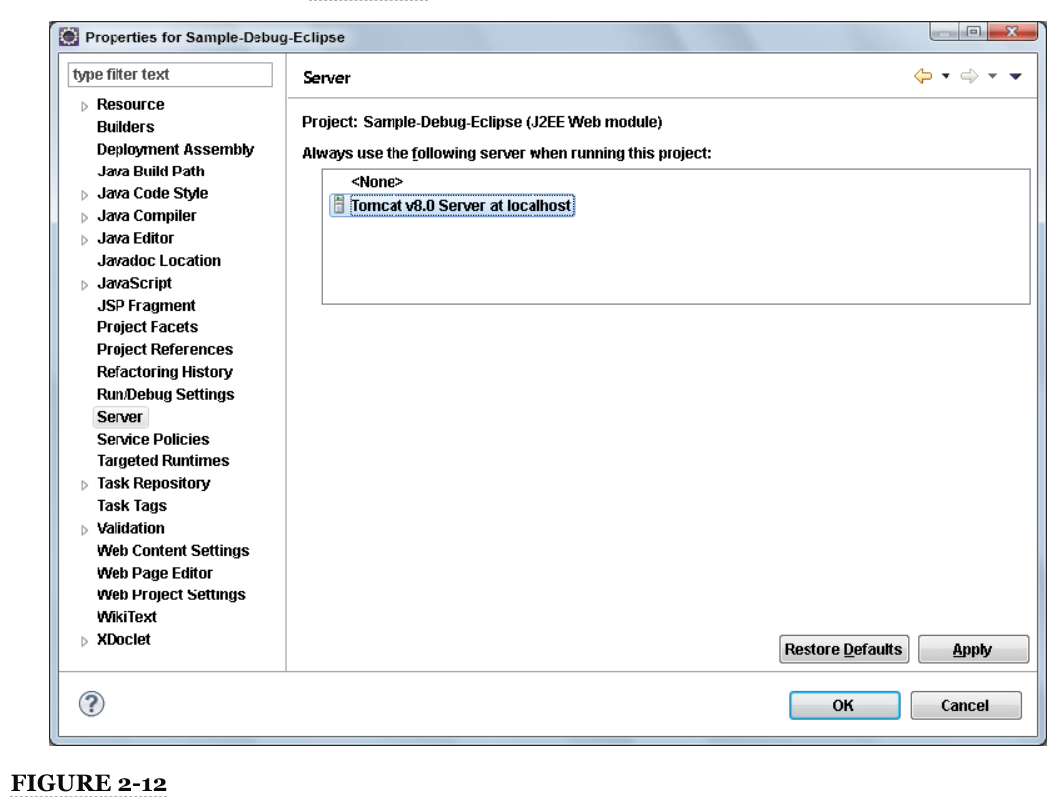 Properties for Sample-Debug-Eclipse
type filter text
Server
Resource
Builders
Deployment Assembly
Java Build Path
Java Code Style
Java Compiler
Java Editor
Javadoc Location
JavaScript
JSP Fragment
Project Facets
Project References
Refactoring History
Run/Debug Settings
Server
Service Policies
Targeted Runtimes
Task Repository
Task Tags
Validation
Web Content Settings
Web Page Editor
Web Project Settings
WikiText
XDoclet
Project: Sample-Debug-Eclipse (J2EE Web module)
Always use the following server when running this project:
<None>
Tomcat v8.0 Server at localhost
Restore Defaults
Apply
?
OK
Cancel
FIGURE 2-12